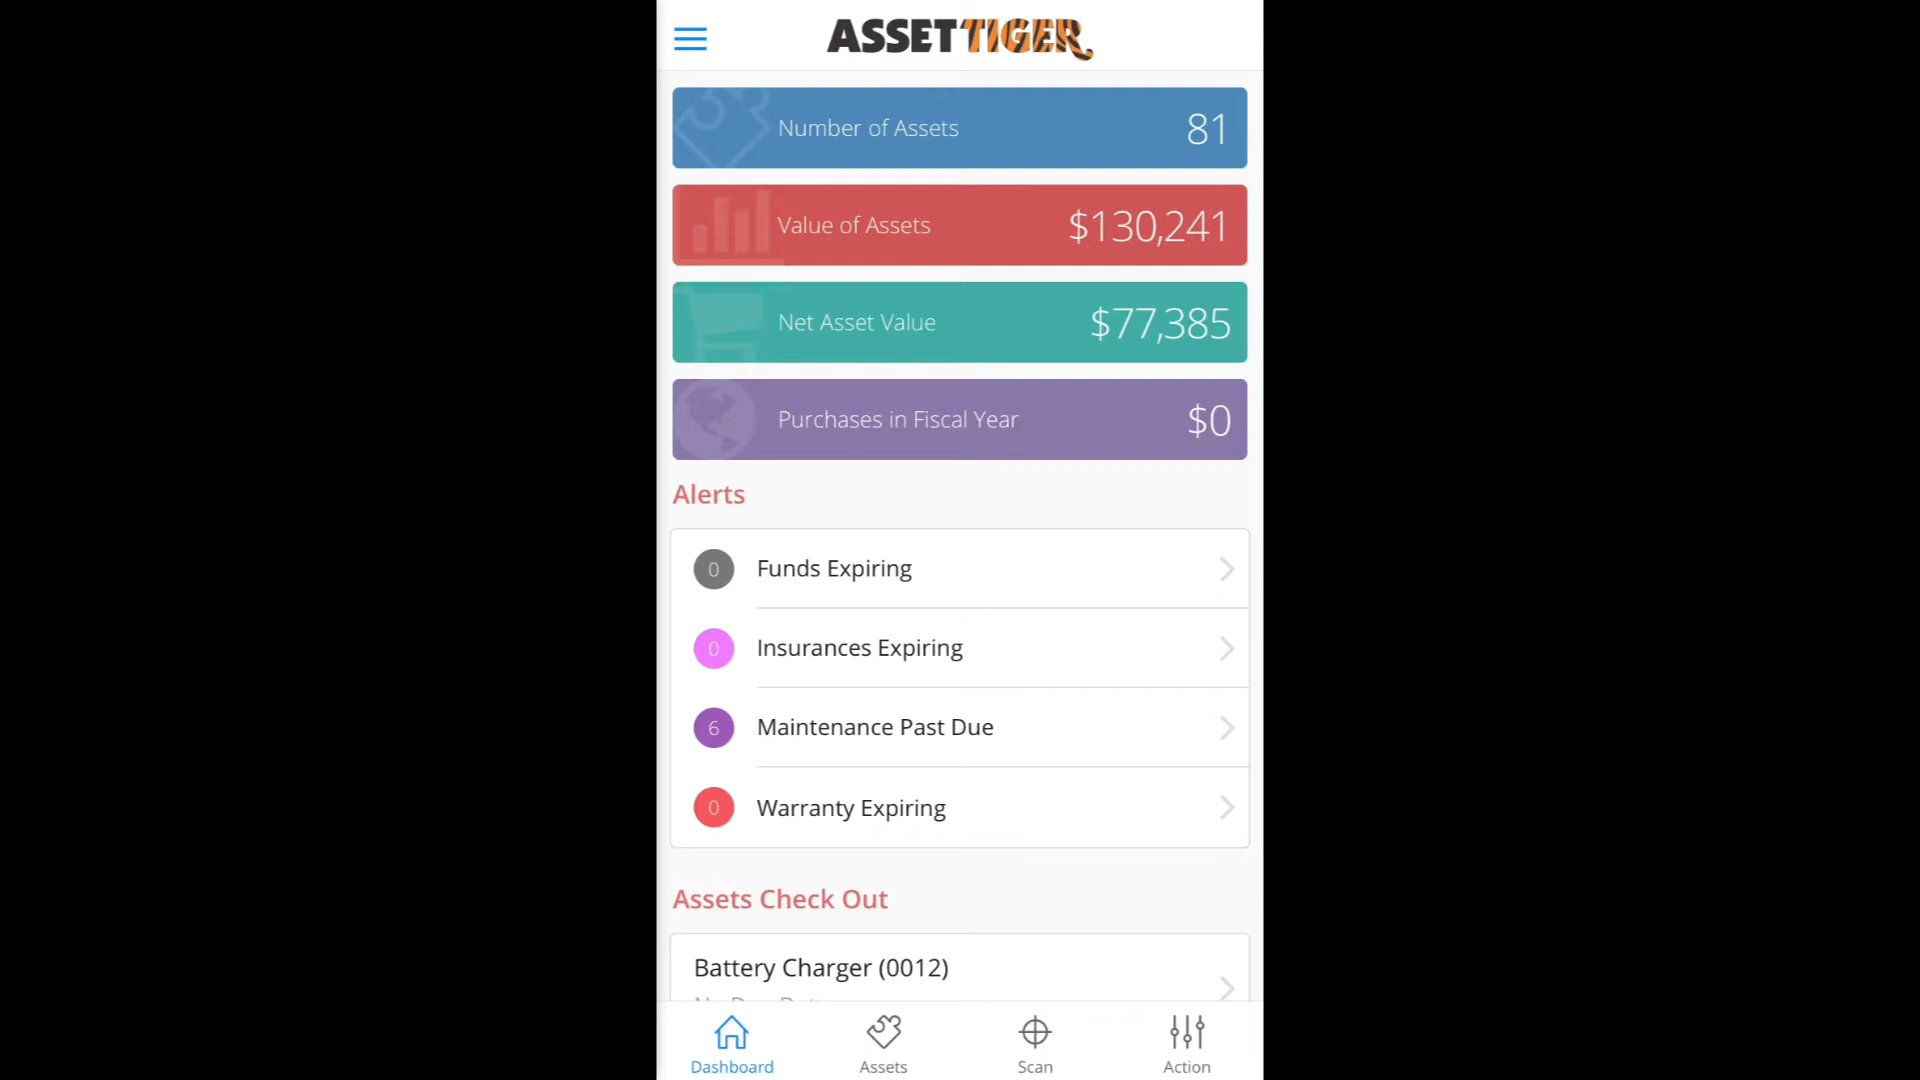 ASSETTIGER
Number of Assets 81
Value of Assets $130,241
Net Asset Value $77,385
Purchases in Fiscal Year $0
Alerts
0 Funds Expiring
0 Insurances Expiring
6 Maintenance Past Due
0 Warranty Expiring
Assets Check Out
Battery Charger (0012)
Dashboard Assets Scan Action